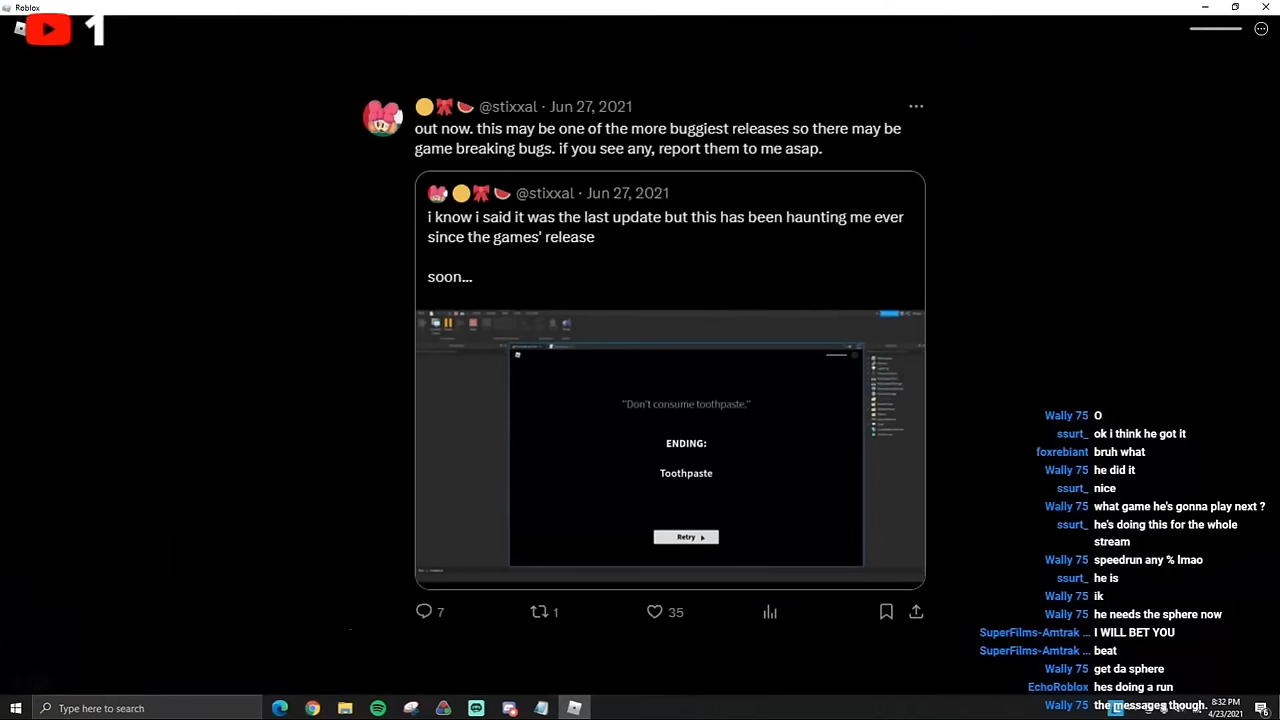 Roblox
1
@stixxal · Jun 27, 2021
out now. this may be one of the more buggiest releases so there may be
game breaking bugs. if you see any, report them to me asap.
@stixxal · Jun 27, 2021
i know i said it was the last update but this has been haunting me ever
since the games' release
soon...
"Don't consume toothpaste."
ENDING:
Toothpaste
Retry
7
1
35
Wally 75 O
ssurt_ ok i think he got it
foxrebiant bruh what
Wally 75 he did it
ssurt_ nice
Wally 75 what game he's gonna play next ?
ssurt_ he's doing this for the whole
stream
Wally 75 speedrun any % lmao
ssurt_ he is
Wally 75 ik
Wally 75 he needs the sphere now
SuperFilms-Amtrak ... I WILL BET YOU
SuperFilms-Amtrak ... beat
Wally 75 get da sphere
EchoRoblox hes doing a run
Wally 75 the messages though.
Type here to search
8:32 PM
4/23/2021
6